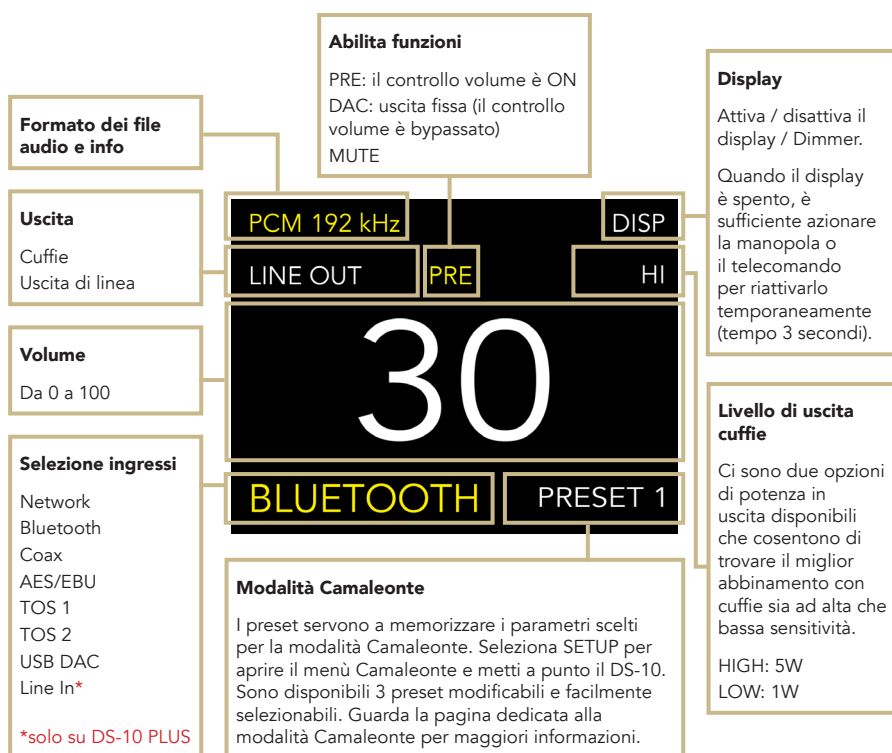 Abilita funzioni
PRE: il controllo volume è ON
DAC: uscita fissa (il controllo
volume è bypassato)
MUTE
Display
Attiva / disattiva il
display / Dimmer.
Quando il display
è spento, è
sufficiente azionare
la manopola o
il telecomando
per riattivarlo
temporaneamente
(tempo 3 secondi).
Formato dei file
audio e info
Uscita
Cuffie
Uscita di linea
Volume
Da 0 a 100
Selezione ingressi
Network
Bluetooth
Coax
AES/EBU
TOS 1
TOS 2
USB DAC
Line In*
*solo su DS-10 PLUS
PCM 192 kHz
DISP
LINE OUT
PRE
HI
30
BLUETOOTH
PRESET 1
Livello di uscita
cuffie
Ci sono due opzioni
di potenza in
uscita disponibili
che cosentono di
trovare il miglior
abbinamento con
cuffie sia ad alta che
bassa sensitività.
HIGH: 5W
LOW: 1W
Modalità Camaleonte
I preset servono a memorizzare i parametri scelti
per la modalità Camaleonte. Seleziona SETUP per
aprire il menù Camaleonte e metti a punto il DS-10.
Sono disponibili 3 preset modificabili e facilmente
selezionabili. Guarda la pagina dedicata alla
modalità Camaleonte per maggiori informazioni.